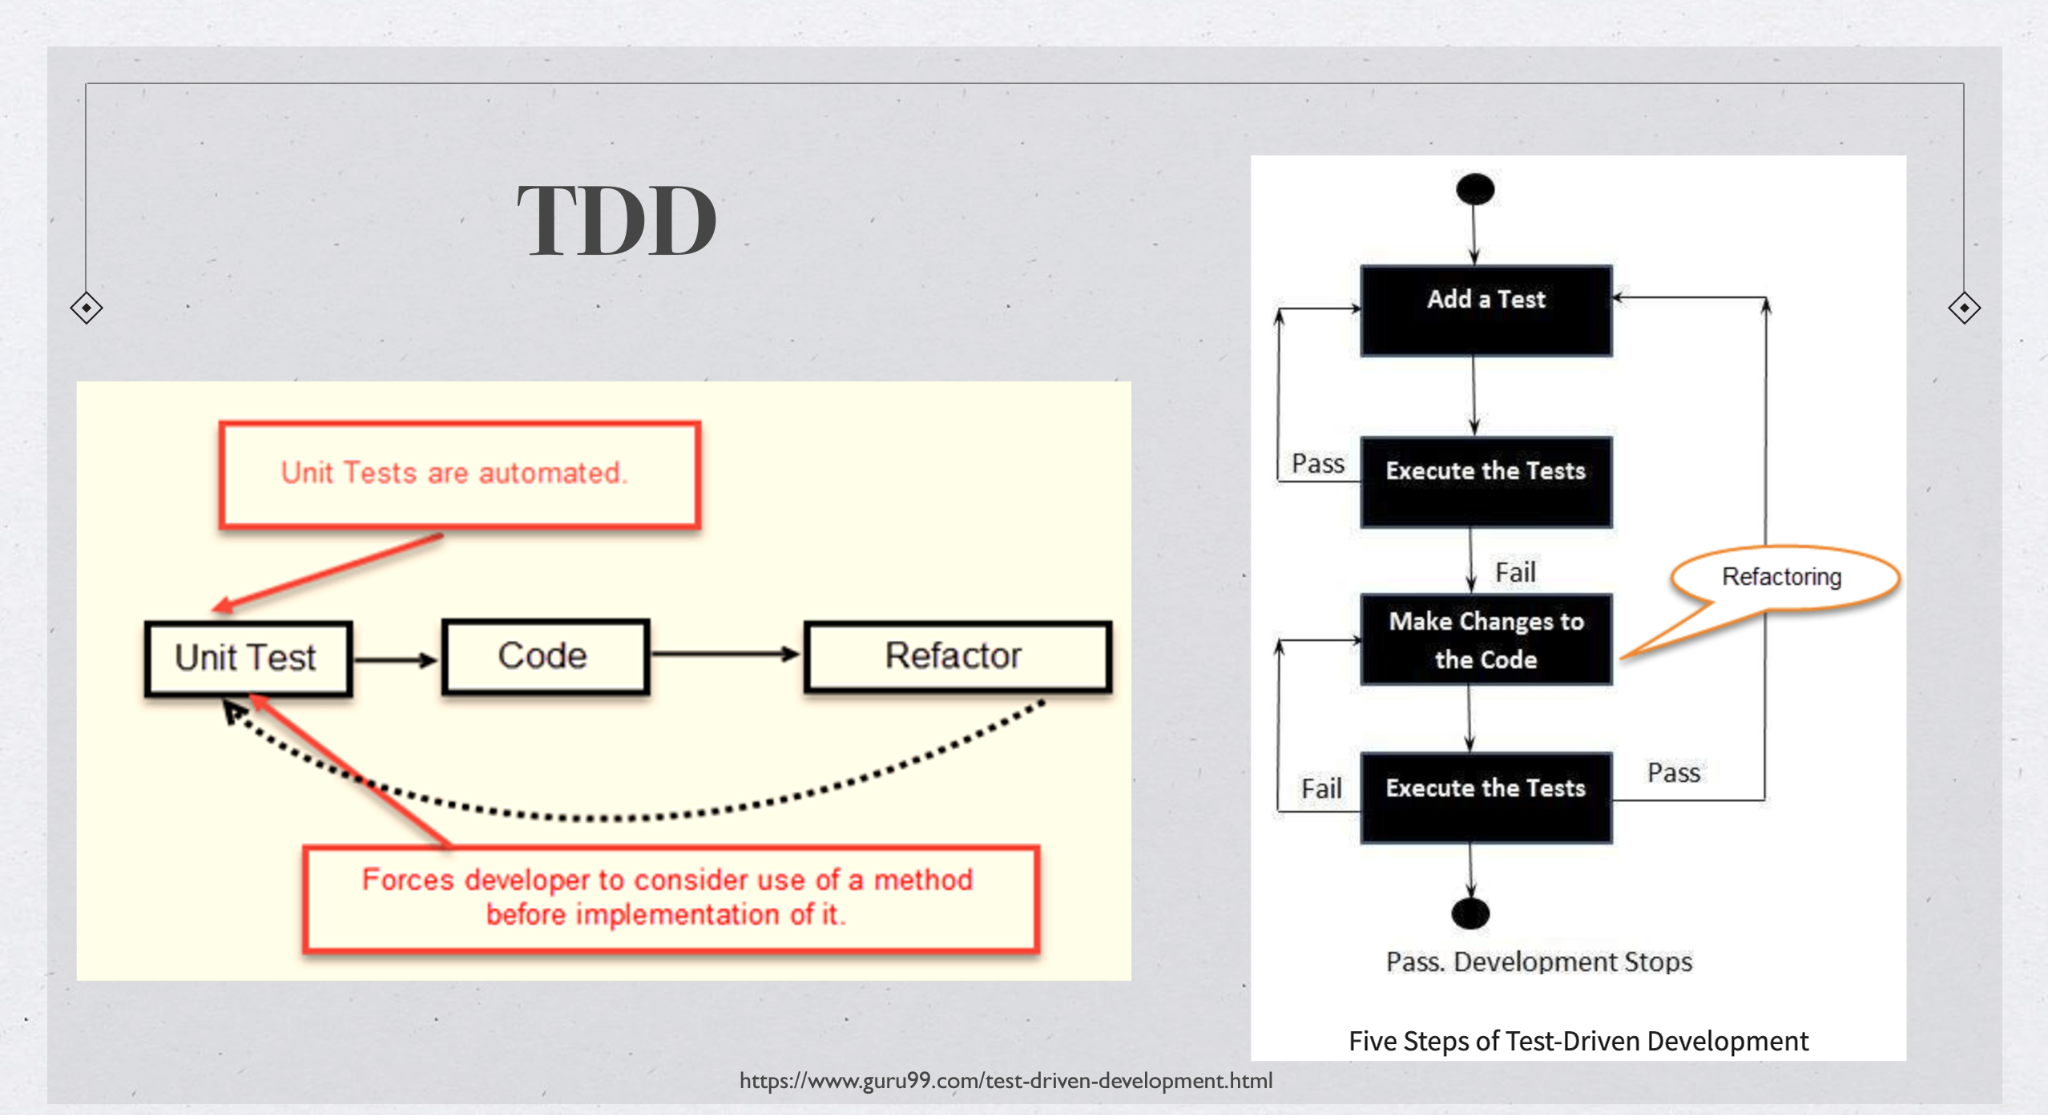 TDD
Unit Tests are automated.
Unit Test
Code
Refactor
Forces developer to consider use of a method
before implementation of it.
Add a Test
Pass
Execute the Tests
Fail
Refactoring
Make Changes to
the Code
Fail
Execute the Tests
Pass
Pass. Development Stops
Five Steps of Test-Driven Development
https://www.guru99.com/test-driven-development.html